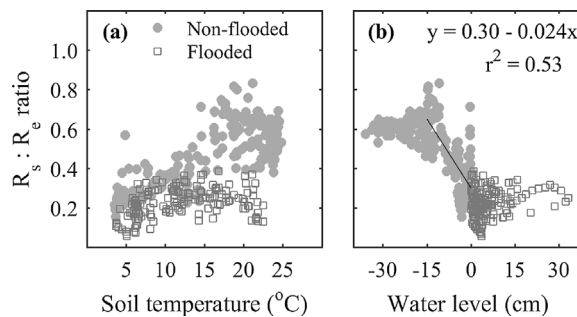 (a)
Non-flooded
Flooded
(b)
y = 0.30 - 0.024x
r² = 0.53
1.0
0.8
0.6
0.4
0.2
Rₛ : Rₑ ratio
5 10 15 20 25
-30 -15 0 15 30
Soil temperature (°C)
Water level (cm)